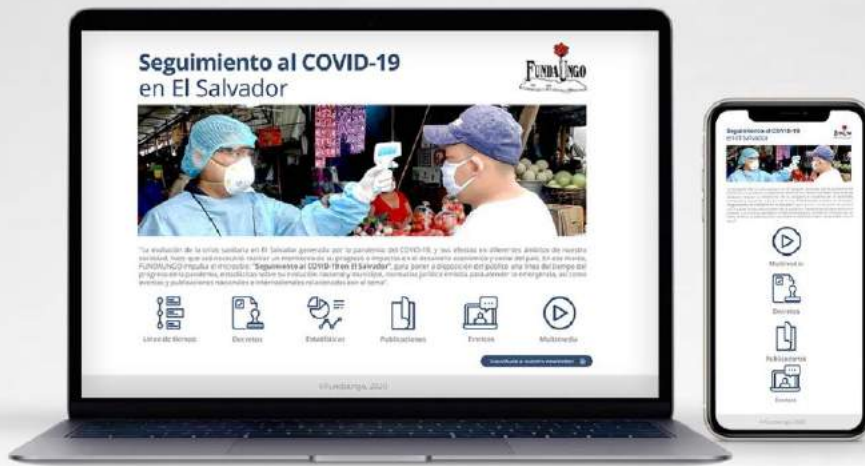 Seguimiento al COVID-19
en El Salvador
FUNDAUNGO
"La evolución de la crisis sanitaria en El Salvador generada por la pandemia del COVID-19, y sus efectos en diferentes ámbitos de nuestra
sociedad, hace que sea necesario realizar un monitoreo de su progreso e impactos en el desarrollo económico y social del país. En ese marco,
FUNDAUNGO impulsa el micrositio: "Seguimiento al COVID-19 en El Salvador", para poner a disposición del público una línea del tiempo del
progreso de la pandemia, estadísticas sobre su evolución nacional y municipal, normativa jurídica emitida para atender la emergencia, así como
eventos y publicaciones nacionales e internacionales relacionados con el tema".
Línea de tiempo
Decretos
Estadísticas
Publicaciones
Eventos
Multimedia
Suscríbete a nuestro newsletter
©Fundaungo, 2020
Seguimiento al COVID-19
en El Salvador
Multimedia
Decretos
Publicaciones
Eventos
©Fundaungo, 2020